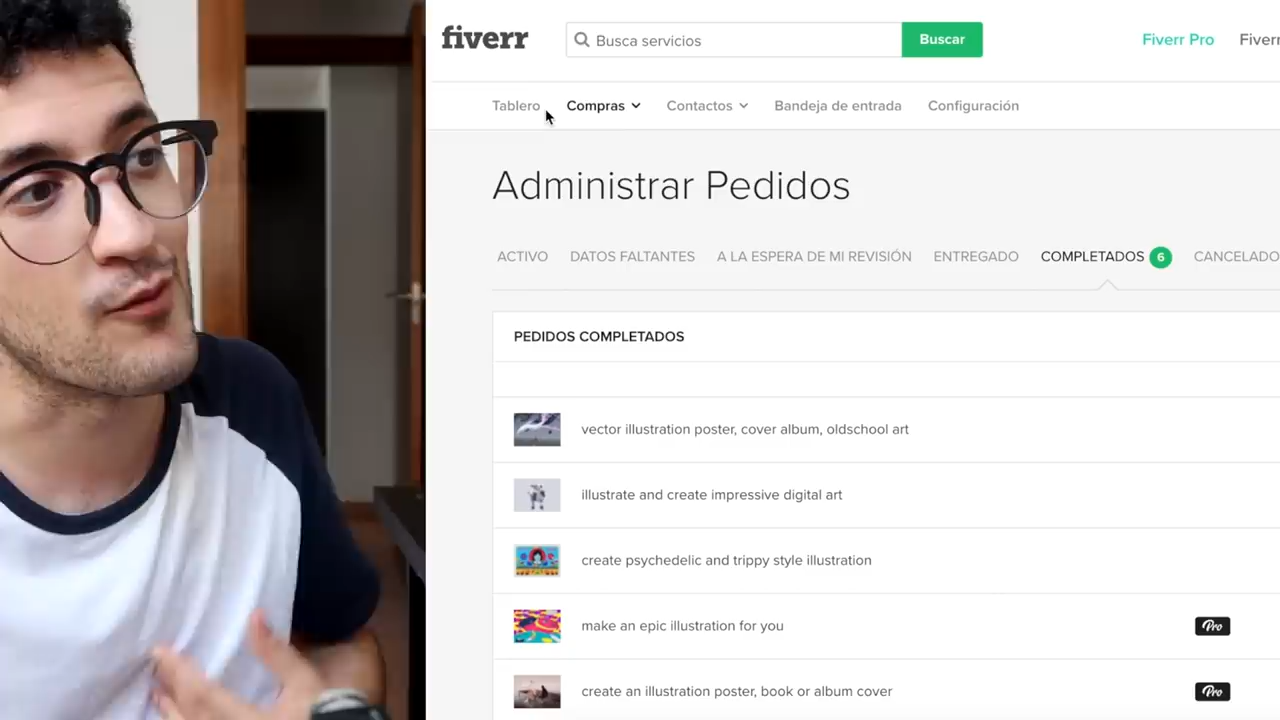 fiverr
Busca servicios
Buscar
Fiverr Pro
Fiverr
Tablero
Compras
Contactos
Bandeja de entrada
Configuración
Administrar Pedidos
ACTIVO
DATOS FALTANTES
A LA ESPERA DE MI REVISIÓN
ENTREGADO
COMPLETADOS 6
CANCELADO
PEDIDOS COMPLETADOS
vector illustration poster, cover album, oldschool art
illustrate and create impressive digital art
create psychedelic and trippy style illustration
make an epic illustration for you
Pro
create an illustration poster, book or album cover
Pro